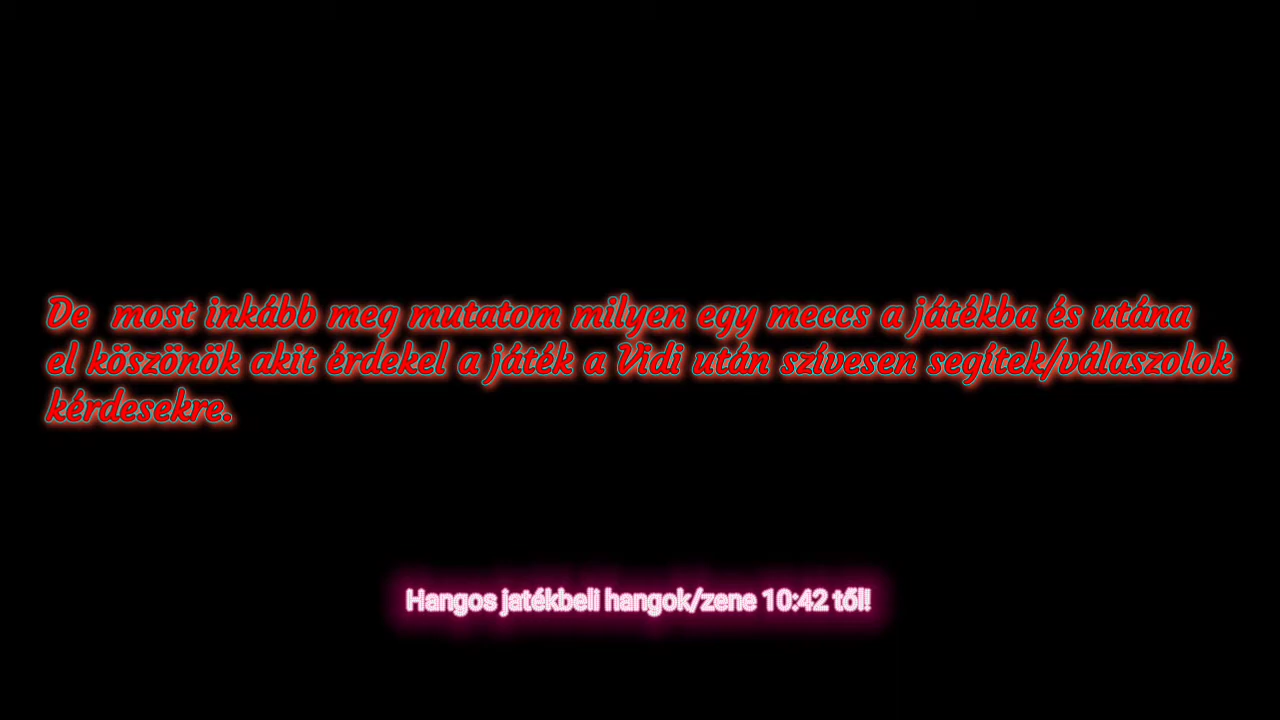 De most inkább meg mutatom milyen egy meccs a játékba és utána
el köszönök akit érdekel a játék a Vidi után szívesen segítek/válaszolok
kérdesekre.
Hangos jatékbeli hangok/zene 10:42 től!